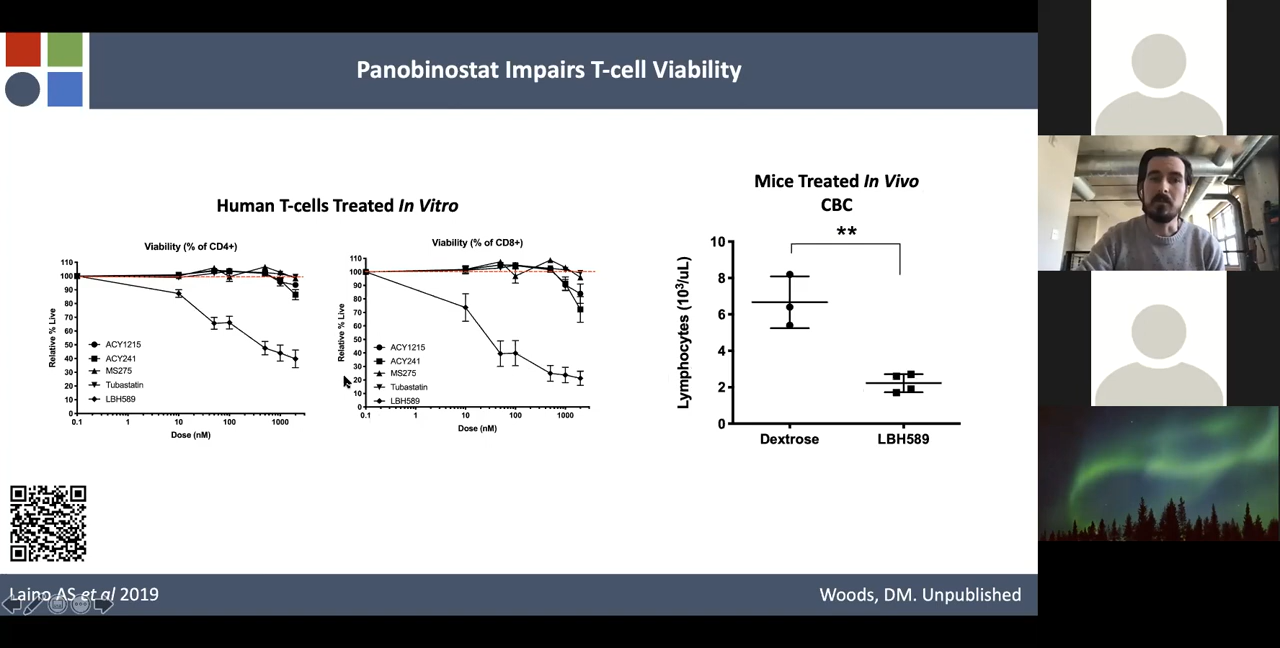 Panobinostat Impairs T-cell Viability
Human T-cells Treated In Vitro
Viability (% of CD4+)
Relative % Live
110
100
90
80
70
60
50
40
30
20
10
0
ACY1215
ACY241
MS275
Tubastatin
LBH589
0.1
1
10
100
1000
Dose (nM)
Viability (% of CD8+)
Relative % Live
110
100
90
80
70
60
50
40
30
20
10
0
ACY1215
ACY241
MS275
Tubastatin
LBH589
0.1
1
10
100
1000
Dose (nM)
Mice Treated In Vivo
CBC
**
Lymphocytes (10³/uL)
10
8
6
4
2
0
Dextrose
LBH589
Laino AS et al 2019
Woods, DM. Unpublished